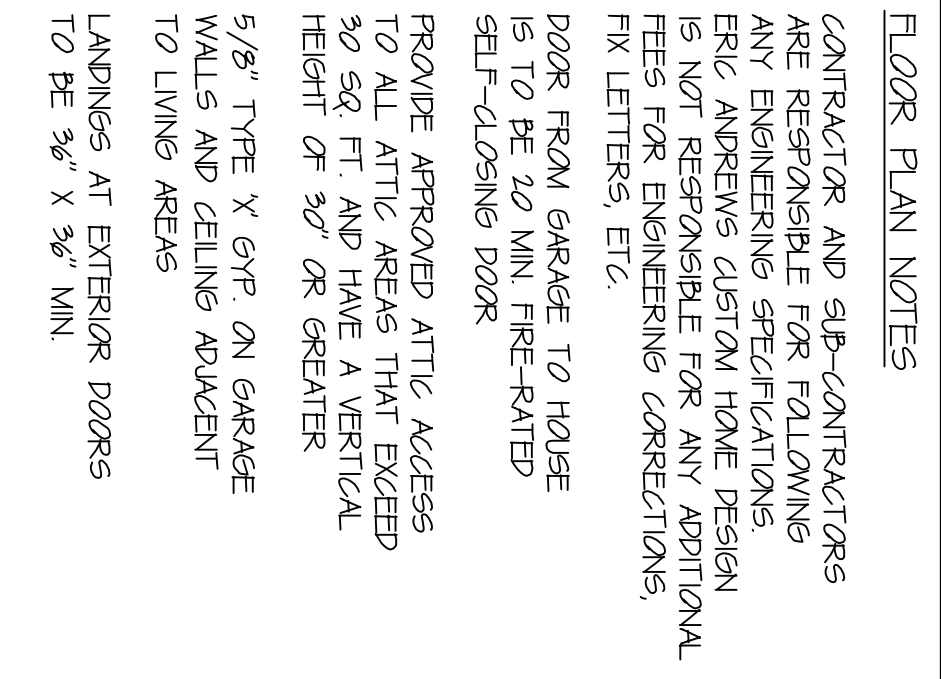 FLOOR PLAN NOTES
CONTRACTOR AND SUB-CONTRACTORS
ARE RESPONSIBLE FOR FOLLOWING
ANY ENGINEERING SPECIFICATIONS.
ERIC ANDREWS CUSTOM HOME DESIGN
IS NOT RESPONSIBLE FOR ANY ADDITIONAL
FEES FOR ENGINEERING CORRECTIONS,
FIX LETTERS, ETC.
DOOR FROM GARAGE TO HOUSE
IS TO BE 20 MIN. FIRE-RATED
SELF-CLOSING DOOR
PROVIDE APPROVED ATTIC ACCESS
TO ALL ATTIC AREAS THAT EXCEED
30 SQ. FT. AND HAVE A VERTICAL
HEIGHT OF 30" OR GREATER
5/8" TYPE 'X' GYP. ON GARAGE
WALLS AND CEILING ADJACENT
TO LIVING AREAS
LANDINGS AT EXTERIOR DOORS
TO BE 36" X 36" MIN.